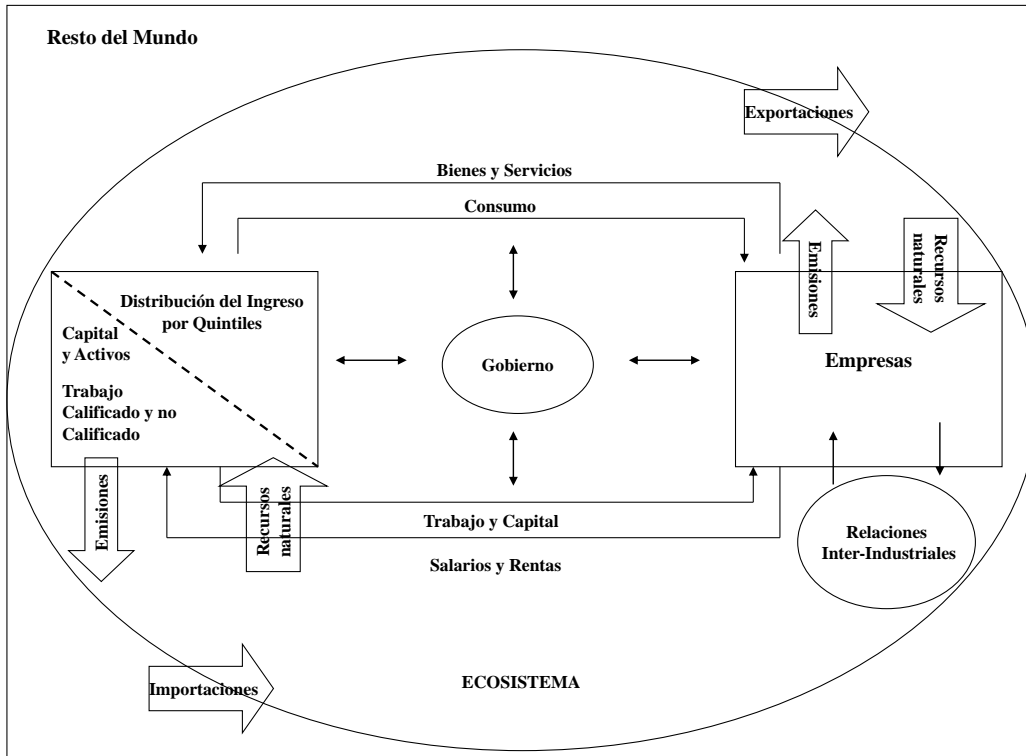 Resto del Mundo
Exportaciones
Bienes y Servicios
Consumo
Emisiones
Recursos
naturales
Distribución del Ingreso
por Quintiles
Capital
y Activos
Trabajo
Calificado y no
Calificado
Gobierno
Empresas
Emisiones
Recursos
naturales
Trabajo y Capital
Salarios y Rentas
Relaciones
Inter-Industriales
Importaciones
ECOSISTEMA